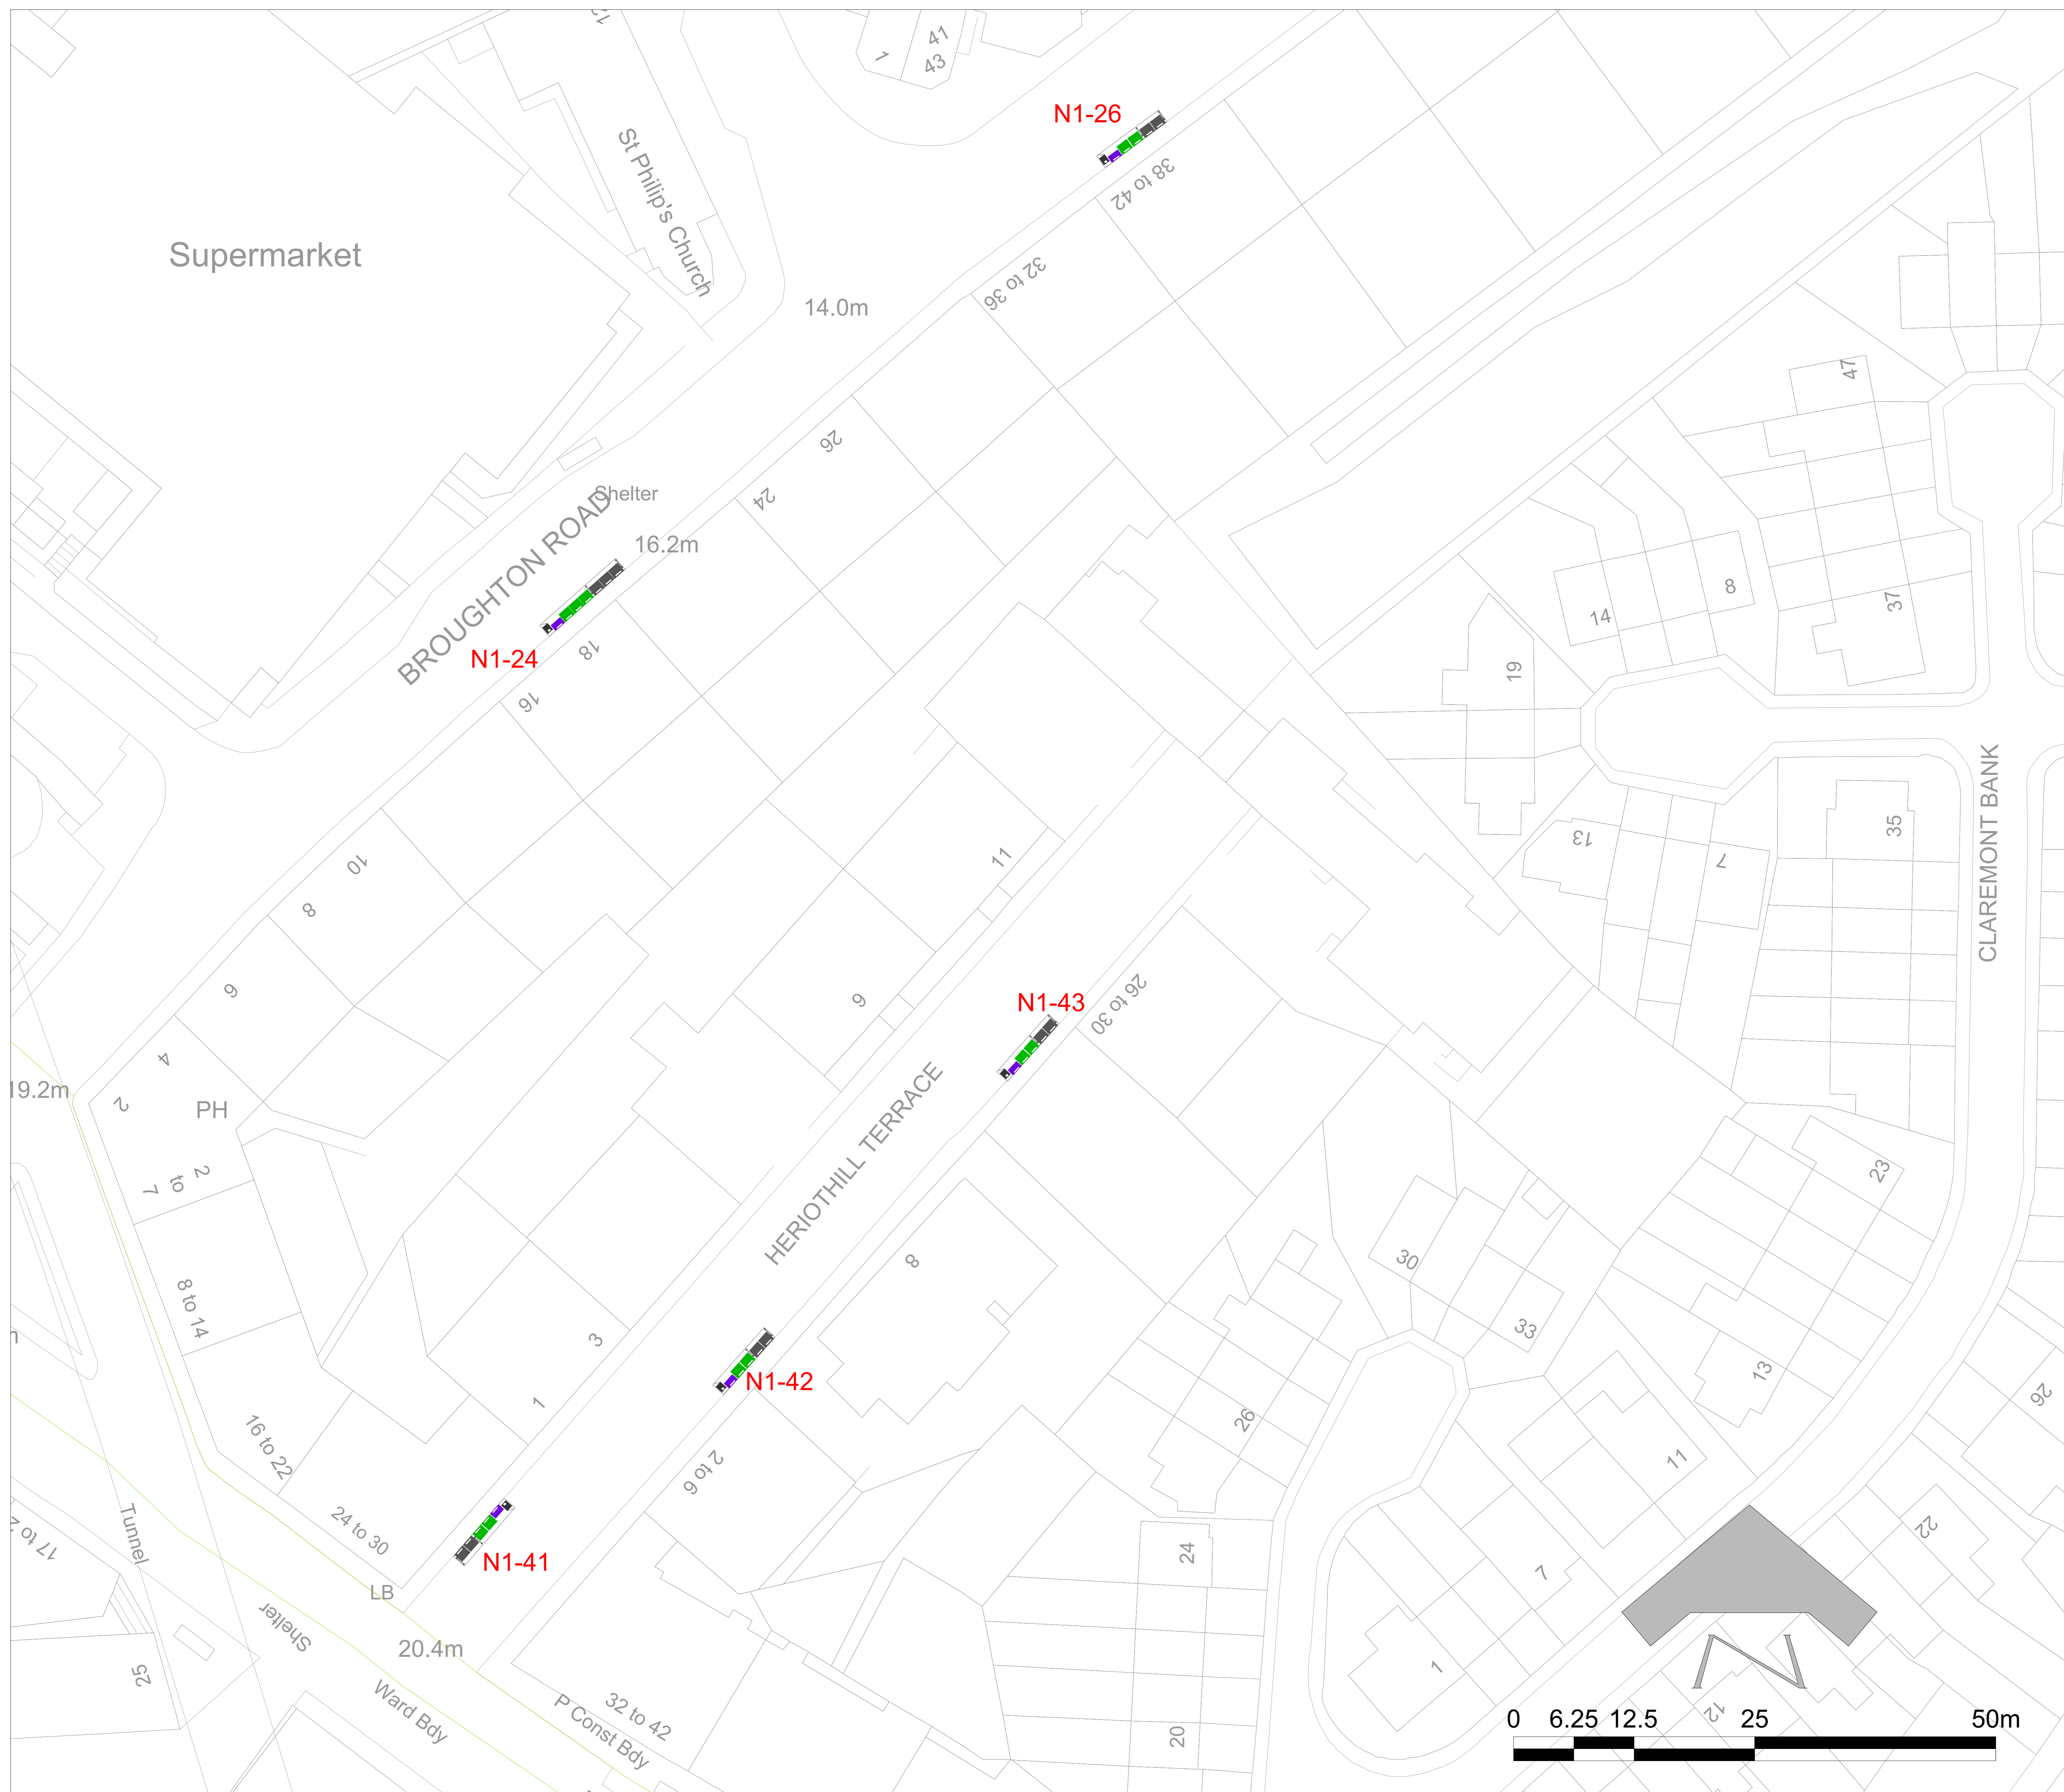 41
43
1
N1-26
St Philip's Church
38 to 42
Supermarket
32 to 36
14.0m
47
26
24
Shelter
BROUGHTON ROAD
16.2m
8
14
37
N1-24
18
16
19
CLAREMONT BANK
35
13
7
11
10
8
6
9
N1-43
26 to 30
4
2
PH
19.2m
HERIOTHILL TERRACE
2
to
7
23
8
30
33
8 to 14
3
N1-42
13
26
1
26
11
16 to 22
2 to 6
24 to 30
N1-41
Tunnel
22
24
7
LB
Shelter
20.4m
25
1
Ward Bdy
P Const Bdy
32 to 42
20
12
N
0 6.25 12.5 25 50m